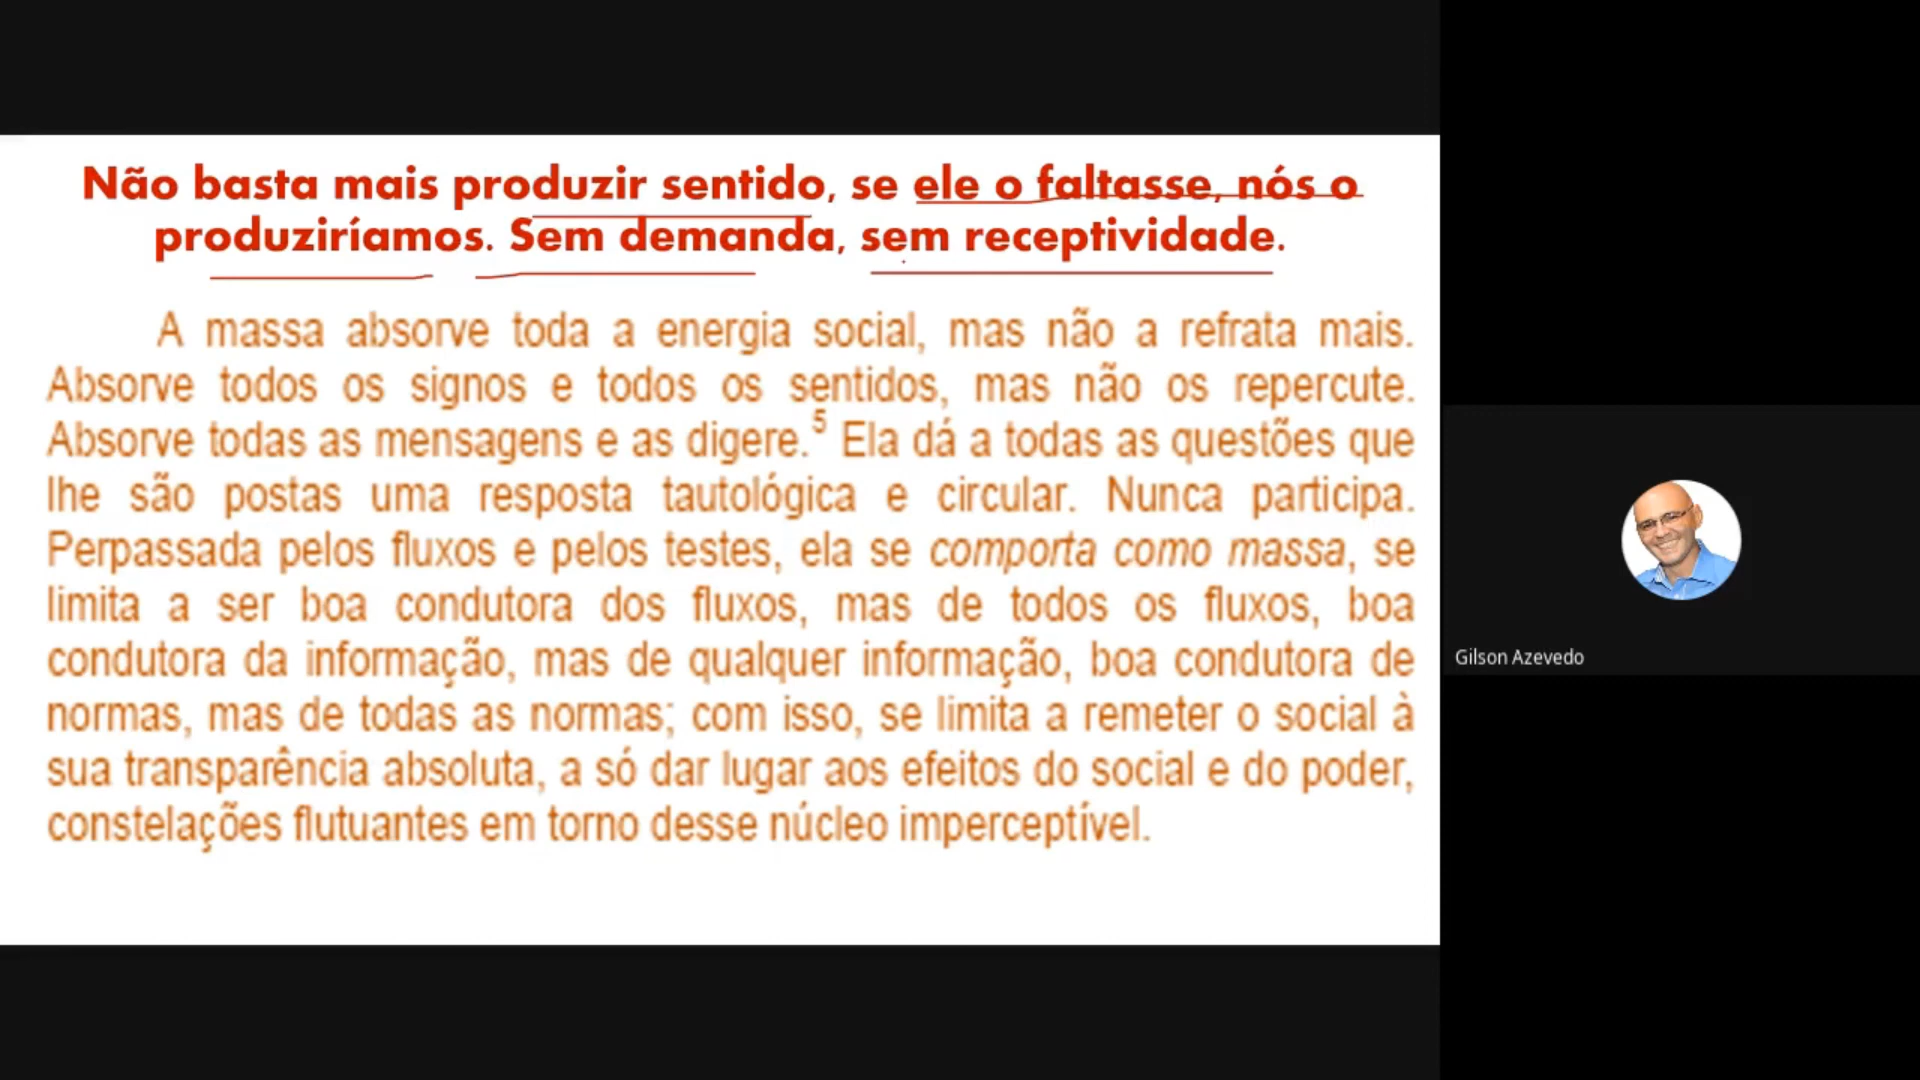 Não basta mais produzir sentido, se ele o faltasse, nós o
produziríamos. Sem demanda, sem receptividade.
A massa absorve toda a energia social, mas não a refrata mais.
Absorve todos os signos e todos os sentidos, mas não os repercute.
Absorve todas as mensagens e as digere.⁵ Ela dá a todas as questões que
lhe são postas uma resposta tautológica e circular. Nunca participa.
Perpassada pelos fluxos e pelos testes, ela se comporta como massa, se
limita a ser boa condutora dos fluxos, mas de todos os fluxos, boa
condutora da informação, mas de qualquer informação, boa condutora de
normas, mas de todas as normas; com isso, se limita a remeter o social à
sua transparência absoluta, a só dar lugar aos efeitos do social e do poder,
constelações flutuantes em torno desse núcleo imperceptível.
Gilson Azevedo